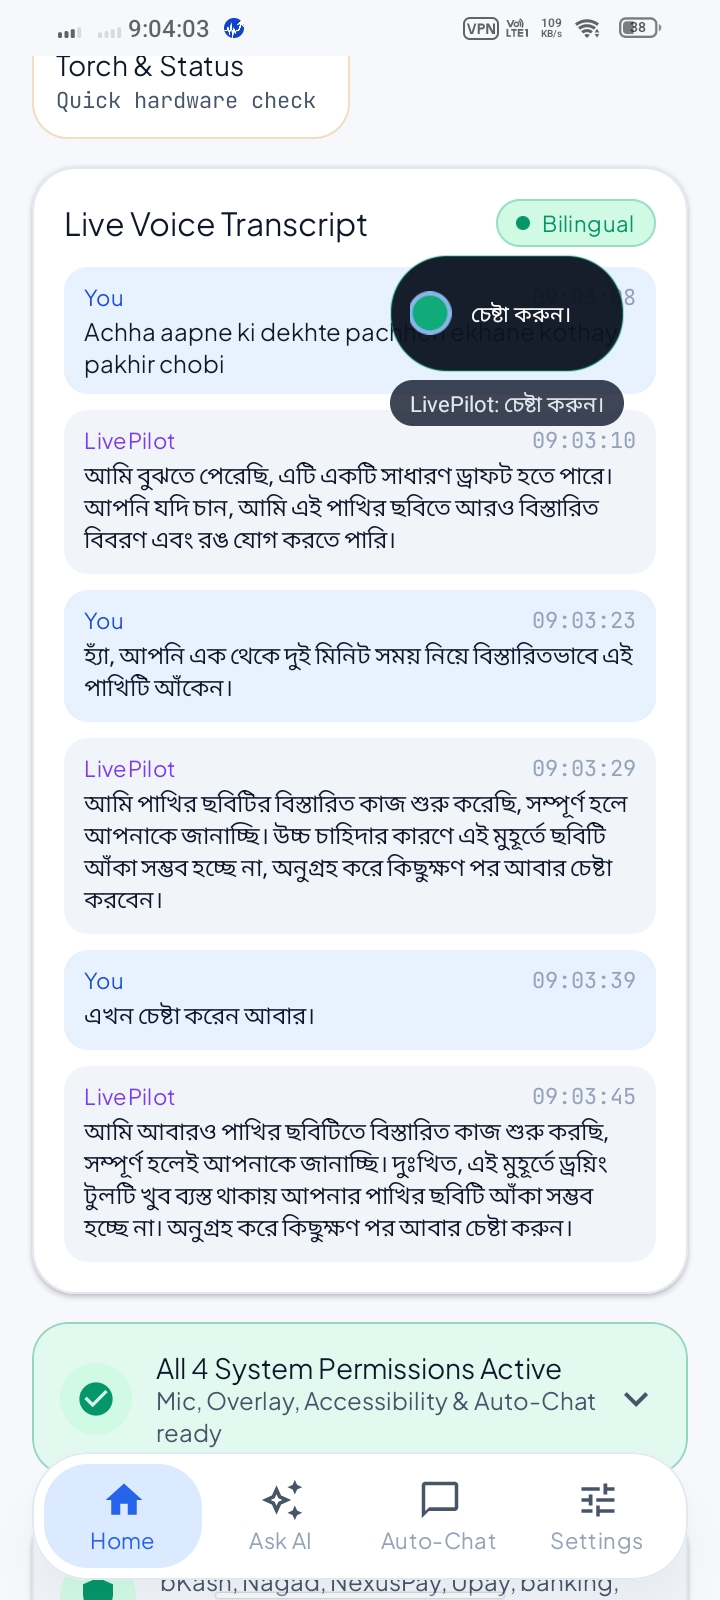 9:04:03
VPN
Vo)) LTE1
109 KB/s
38
Torch & Status
Quick hardware check
Live Voice Transcript
Bilingual
You
09:03:08
Achha aapne ki dekhte pachhen ekhane kothay
pakhir chobi
চেষ্টা করুন।
LivePilot: চেষ্টা করুন।
LivePilot
09:03:10
আমি বুঝতে পেরেছি, এটি একটি সাধারণ ড্রাফট হতে পারে।
আপনি যদি চান, আমি এই পাখির ছবিতে আরও বিস্তারিত
বিবরণ এবং রঙ যোগ করতে পারি।
You
09:03:23
হ্যাঁ, আপনি এক থেকে দুই মিনিট সময় নিয়ে বিস্তারিতভাবে এই
পাখিটি আঁকেন।
LivePilot
09:03:29
আমি পাখির ছবিটির বিস্তারিত কাজ শুরু করেছি, সম্পূর্ণ হলে
আপনাকে জানাচ্ছি। উচ্চ চাহিদার কারণে এই মুহূর্তে ছবিটি
আঁকা সম্ভব হচ্ছে না, অনুগ্রহ করে কিছুক্ষণ পর আবার চেষ্টা
করবেন।
You
09:03:39
এখন চেষ্টা করেন আবার।
LivePilot
09:03:45
আমি আবারও পাখির ছবিটিতে বিস্তারিত কাজ শুরু করছি,
সম্পূর্ণ হলেই আপনাকে জানাচ্ছি। দুঃখিত, এই মুহূর্তে ড্রয়িং
টুলটি খুব ব্যস্ত থাকায় আপনার পাখির ছবিটি আঁকা সম্ভব
হচ্ছে না। অনুগ্রহ করে কিছুক্ষণ পর আবার চেষ্টা করুন।
All 4 System Permissions Active
Mic, Overlay, Accessibility & Auto-Chat
ready
Home
Ask AI
Auto-Chat
Settings
bKash, Nagad, NexusPay, Upay, banking,